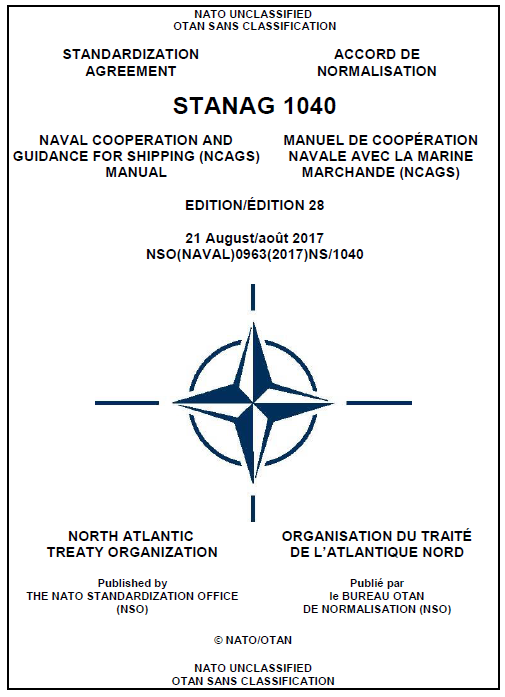 NATO UNCLASSIFIED
OTAN SANS CLASSIFICATION
STANDARDIZATION
AGREEMENT
ACCORD DE
NORMALISATION
STANAG 1040
NAVAL COOPERATION AND
GUIDANCE FOR SHIPPING (NCAGS)
MANUAL
MANUEL DE COOPÉRATION
NAVALE AVEC LA MARINE
MARCHANDE (NCAGS)
EDITION/ÉDITION 28
21 August/août 2017
NSO(NAVAL)0963(2017)NS/1040
NORTH ATLANTIC
TREATY ORGANIZATION
ORGANISATION DU TRAITÉ
DE L'ATLANTIQUE NORD
Published by
THE NATO STANDARDIZATION OFFICE
(NSO)
Publié par
le BUREAU OTAN
DE NORMALISATION (NSO)
© NATO/OTAN
NATO UNCLASSIFIED
OTAN SANS CLASSIFICATION